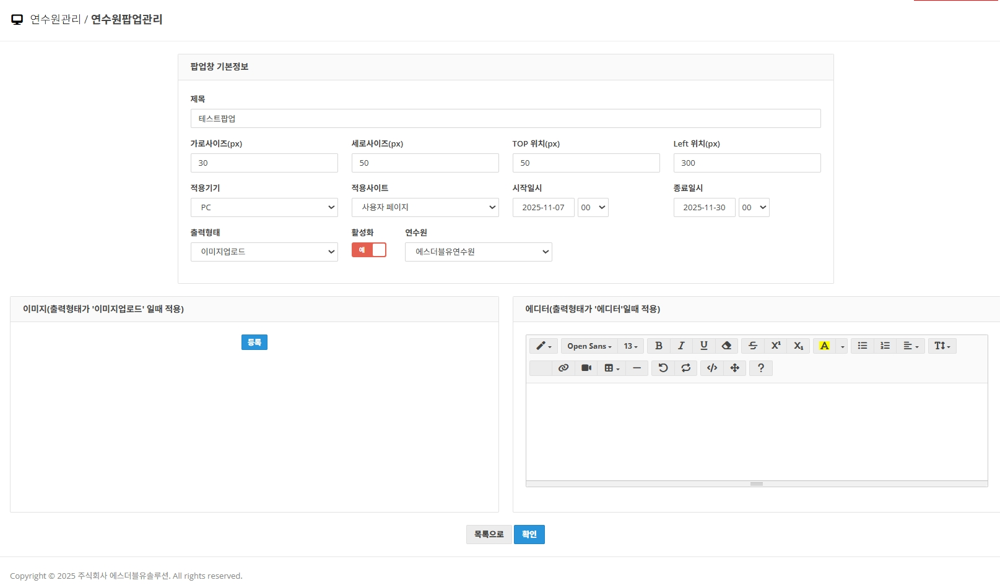 연수원관리 / 연수원팝업관리
팝업창 기본정보
제목
테스트팝업
가로사이즈(px) 세로사이즈(px) TOP 위치(px) Left 위치(px)
30 50 50 300
적용기기 적용사이트 시작일시 종료일시
PC 사용자 페이지 2025-11-07 00 2025-11-30 00
출력형태 활성화 연수원
이미지업로드 예 에스더블유연수원
이미지(출력형태가 '이미지업로드' 일때 적용)
등록
에디터(출력형태가 '에디터'일때 적용)
Open Sans 13 B I U S X¹ X₁ A T
</> ?
목록으로 확인
Copyright © 2025 주식회사 에스더블유솔루션. All rights reserved.